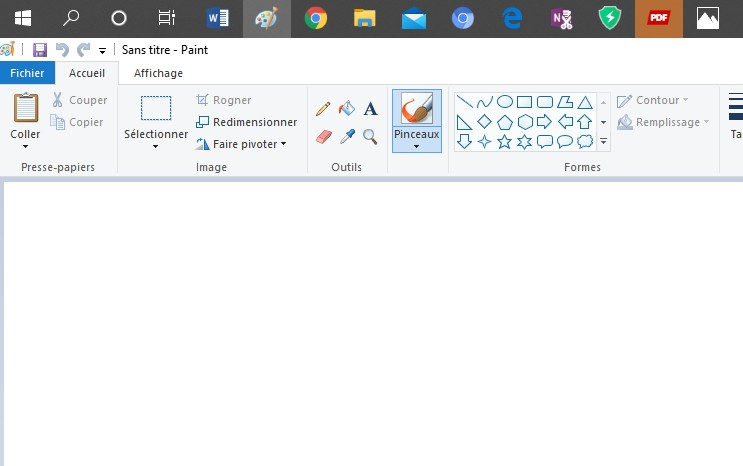 W
N
PDF
Sans titre - Paint
Fichier Accueil Affichage
Coller
Couper
Copier
Presse-papiers
Sélectionner
Rogner
Redimensionner
Faire pivoter
Image
A
Outils
Pinceaux
Formes
Contour
Remplissage